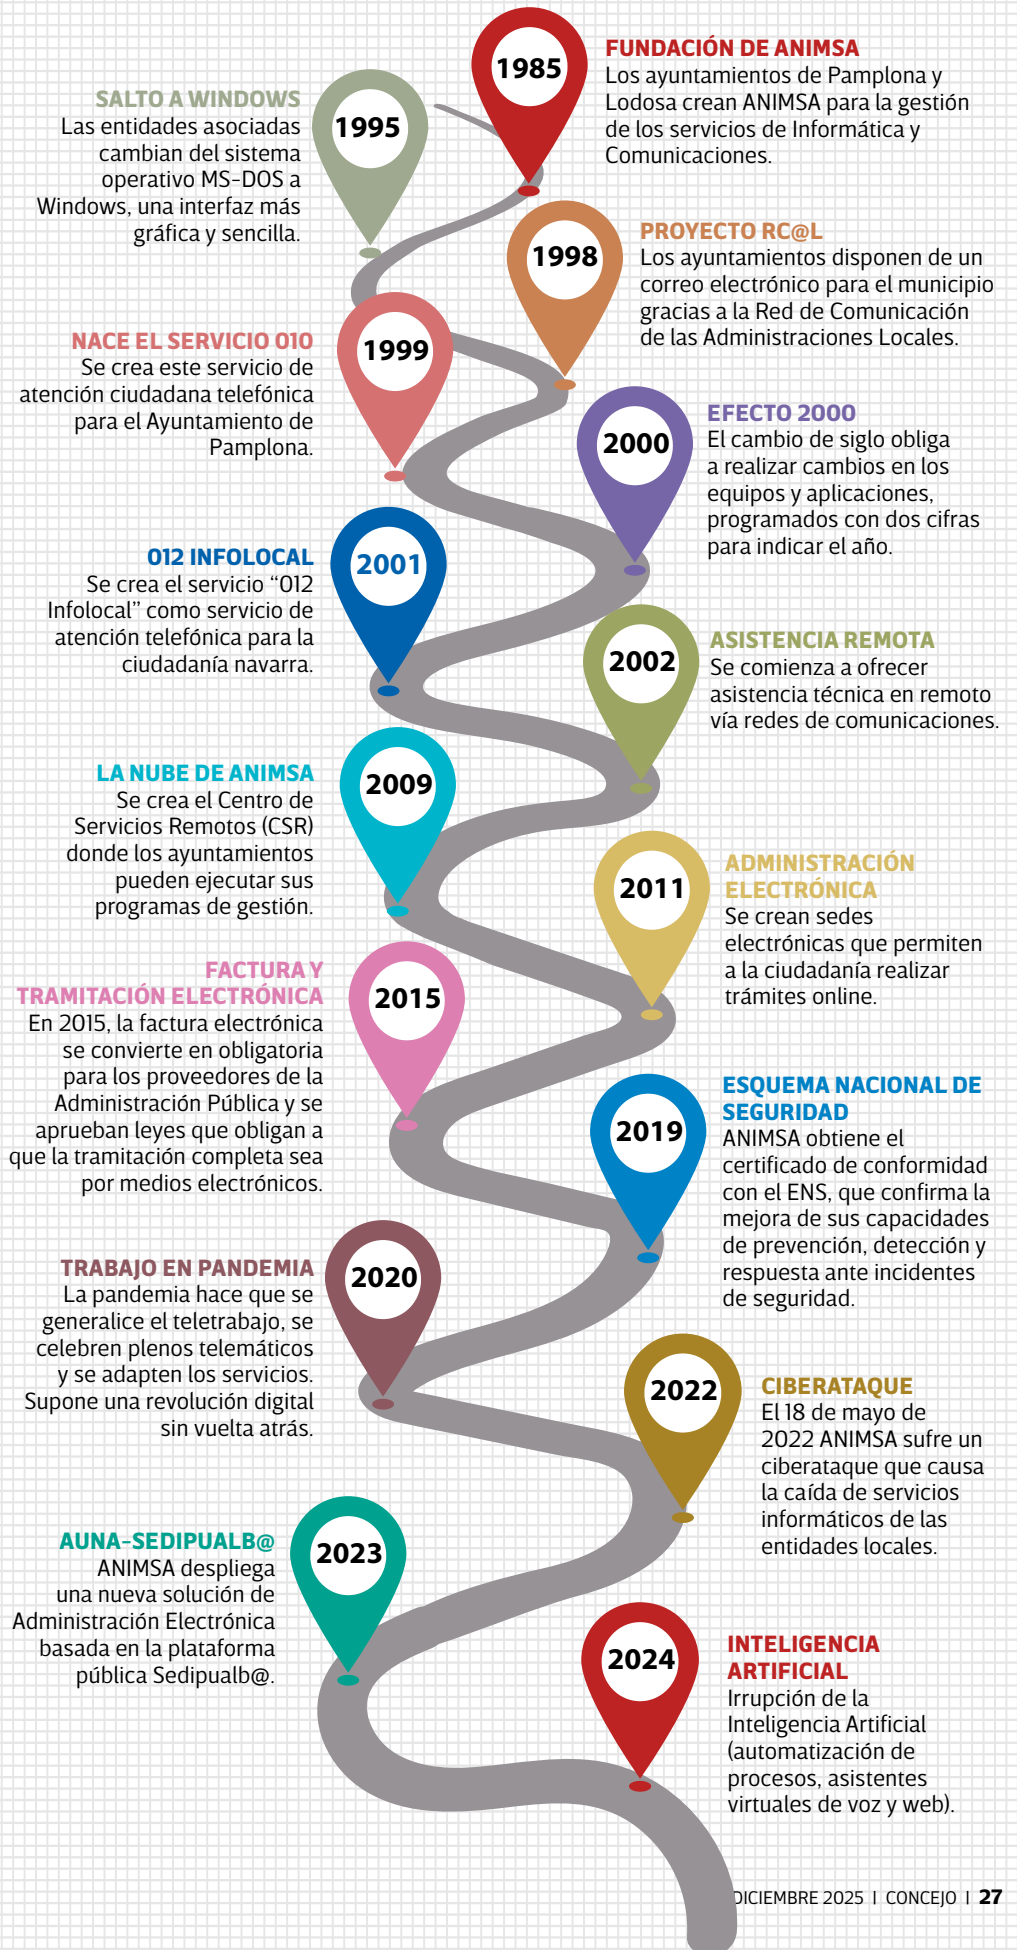 1985
FUNDACIÓN DE ANIMSA
Los ayuntamientos de Pamplona y
Lodosa crean ANIMSA para la gestión
de los servicios de Informática y
Comunicaciones.
1995
SALTO A WINDOWS
Las entidades asociadas
cambian del sistema
operativo MS-DOS a
Windows, una interfaz más
gráfica y sencilla.
1998
PROYECTO RC@L
Los ayuntamientos disponen de un
correo electrónico para el municipio
gracias a la Red de Comunicación
de las Administraciones Locales.
1999
NACE EL SERVICIO 010
Se crea este servicio de
atención ciudadana telefónica
para el Ayuntamiento de
Pamplona.
2000
EFECTO 2000
El cambio de siglo obliga
a realizar cambios en los
equipos y aplicaciones,
programados con dos cifras
para indicar el año.
2001
012 INFOLOCAL
Se crea el servicio “012
Infolocal” como servicio de
atención telefónica para la
ciudadanía navarra.
2002
ASISTENCIA REMOTA
Se comienza a ofrecer
asistencia técnica en remoto
vía redes de comunicaciones.
2009
LA NUBE DE ANIMSA
Se crea el Centro de
Servicios Remotos (CSR)
donde los ayuntamientos
pueden ejecutar sus
programas de gestión.
2011
ADMINISTRACIÓN
ELECTRÓNICA
Se crean sedes
electrónicas que permiten
a la ciudadanía realizar
trámites online.
2015
FACTURA Y
TRAMITACIÓN ELECTRÓNICA
En 2015, la factura electrónica
se convierte en obligatoria
para los proveedores de la
Administración Pública y se
aprueban leyes que obligan a
que la tramitación completa sea
por medios electrónicos.
2019
ESQUEMA NACIONAL DE
SEGURIDAD
ANIMSA obtiene el
certificado de conformidad
con el ENS, que confirma la
mejora de sus capacidades
de prevención, detección y
respuesta ante incidentes
de seguridad.
2020
TRABAJO EN PANDEMIA
La pandemia hace que se
generalice el teletrabajo, se
celebren plenos telemáticos
y se adapten los servicios.
Supone una revolución digital
sin vuelta atrás.
2022
CIBERATAQUE
El 18 de mayo de
2022 ANIMSA sufre un
ciberataque que causa
la caída de servicios
informáticos de las
entidades locales.
2023
AUNA-SEDIPUALB@
ANIMSA despliega
una nueva solución de
Administración Electrónica
basada en la plataforma
pública Sedipualb@.
2024
INTELIGENCIA
ARTIFICIAL
Irrupción de la
Inteligencia Artificial
(automatización de
procesos, asistentes
virtuales de voz y web).
DICIEMBRE 2025 | CONCEJO | 27